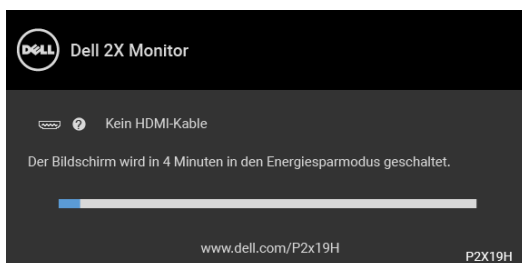 DELL
Dell 2X Monitor
? Kein HDMI-Kable
Der Bildschirm wird in 4 Minuten in den Energiesparmodus geschaltet.
www.dell.com/P2x19H
P2X19H